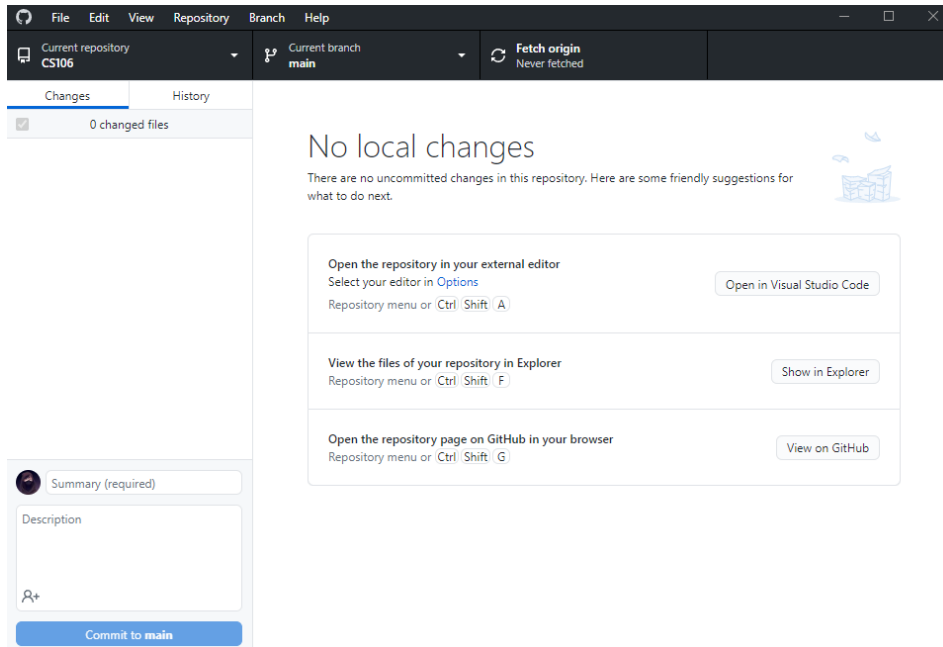 File Edit View Repository Branch Help
Current repository
CS106
Current branch
main
Fetch origin
Never fetched
Changes History
0 changed files
No local changes
There are no uncommitted changes in this repository. Here are some friendly suggestions for
what to do next.
Open the repository in your external editor
Select your editor in Options
Repository menu or Ctrl Shift A
Open in Visual Studio Code
View the files of your repository in Explorer
Repository menu or Ctrl Shift F
Show in Explorer
Open the repository page on GitHub in your browser
Repository menu or Ctrl Shift G
View on GitHub
Summary (required)
Description
Commit to main